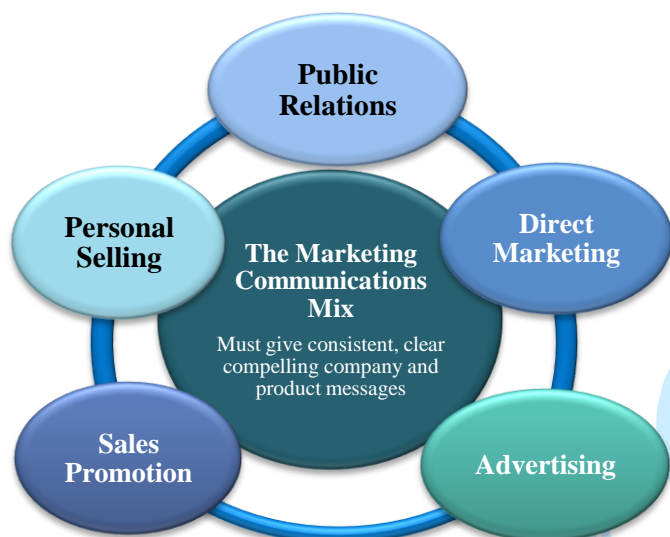 Public
Relations
Personal
Selling
Direct
Marketing
The Marketing
Communications
Mix
Must give consistent, clear
compelling company and
product messages
Sales
Promotion
Advertising